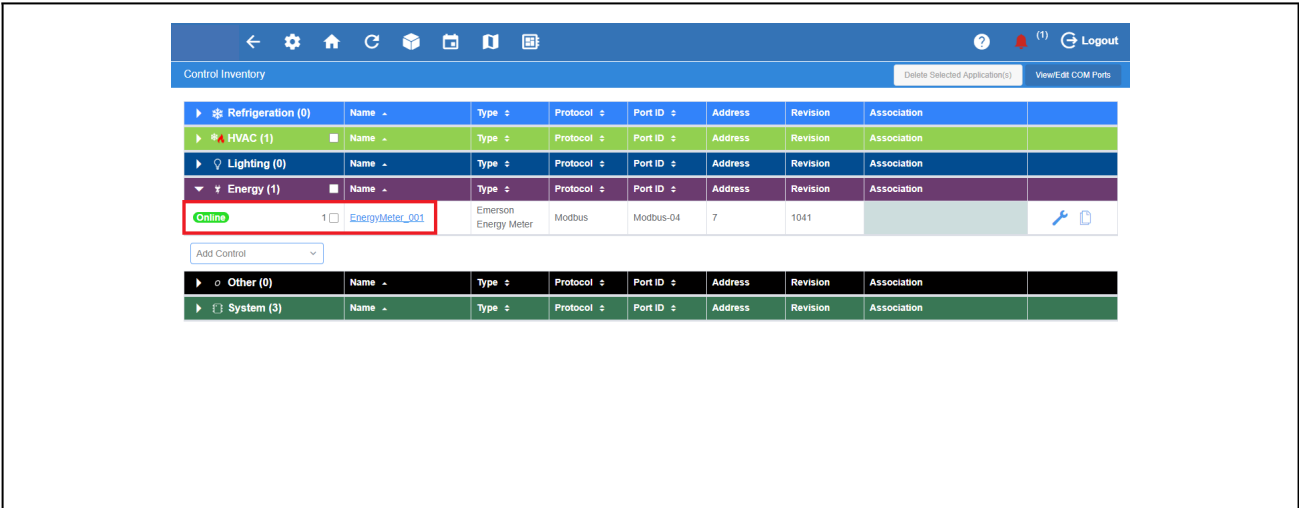 (1) Logout
Control Inventory Delete Selected Application(s) View/Edit COM Ports
Refrigeration (0) Name Type Protocol Port ID Address Revision Association
HVAC (1) Name Type Protocol Port ID Address Revision Association
Lighting (0) Name Type Protocol Port ID Address Revision Association
Energy (1) Name Type Protocol Port ID Address Revision Association
Online 1 EnergyMeter_001 Emerson Energy Meter Modbus Modbus-04 7 1041
Add Control
Other (0) Name Type Protocol Port ID Address Revision Association
System (3) Name Type Protocol Port ID Address Revision Association